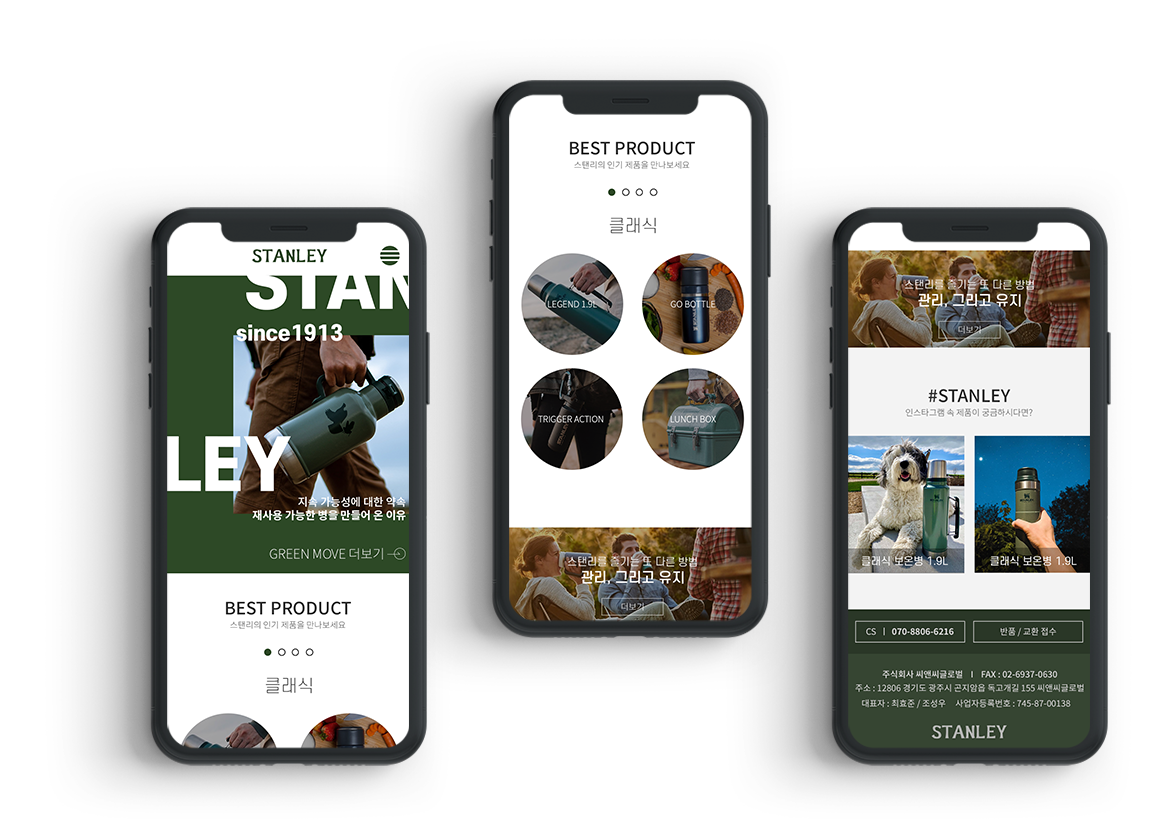 STANLEY
STAN
since1913
LEY
지속 가능성에 대한 약속
재사용 가능한 병을 만들어 온 이유
GREEN MOVE 더보기
BEST PRODUCT
스탠리의 인기 제품을 만나보세요
클래식
BEST PRODUCT
스탠리의 인기 제품을 만나보세요
클래식
LEGEND 1.9L
GO BOTTLE
TRIGGER ACTION
LUNCH BOX
스탠리를 즐기는 또 다른 방법
관리, 그리고 유지
더보기
스탠리를 즐기는 또 다른 방법
관리, 그리고 유지
더보기
#STANLEY
인스타그램 속 제품이 궁금하시다면?
클래식 보온병 1.9L
클래식 보온병 1.9L
CS | 070-8806-6216
반품 / 교환 접수
주식회사 씨앤씨글로벌 | FAX : 02-6937-0630
주소 : 12806 경기도 광주시 곤지암읍 독고개길 155 씨앤씨글로벌
대표자 : 최효준 / 조성우 사업자등록번호 : 745-87-00138
STANLEY